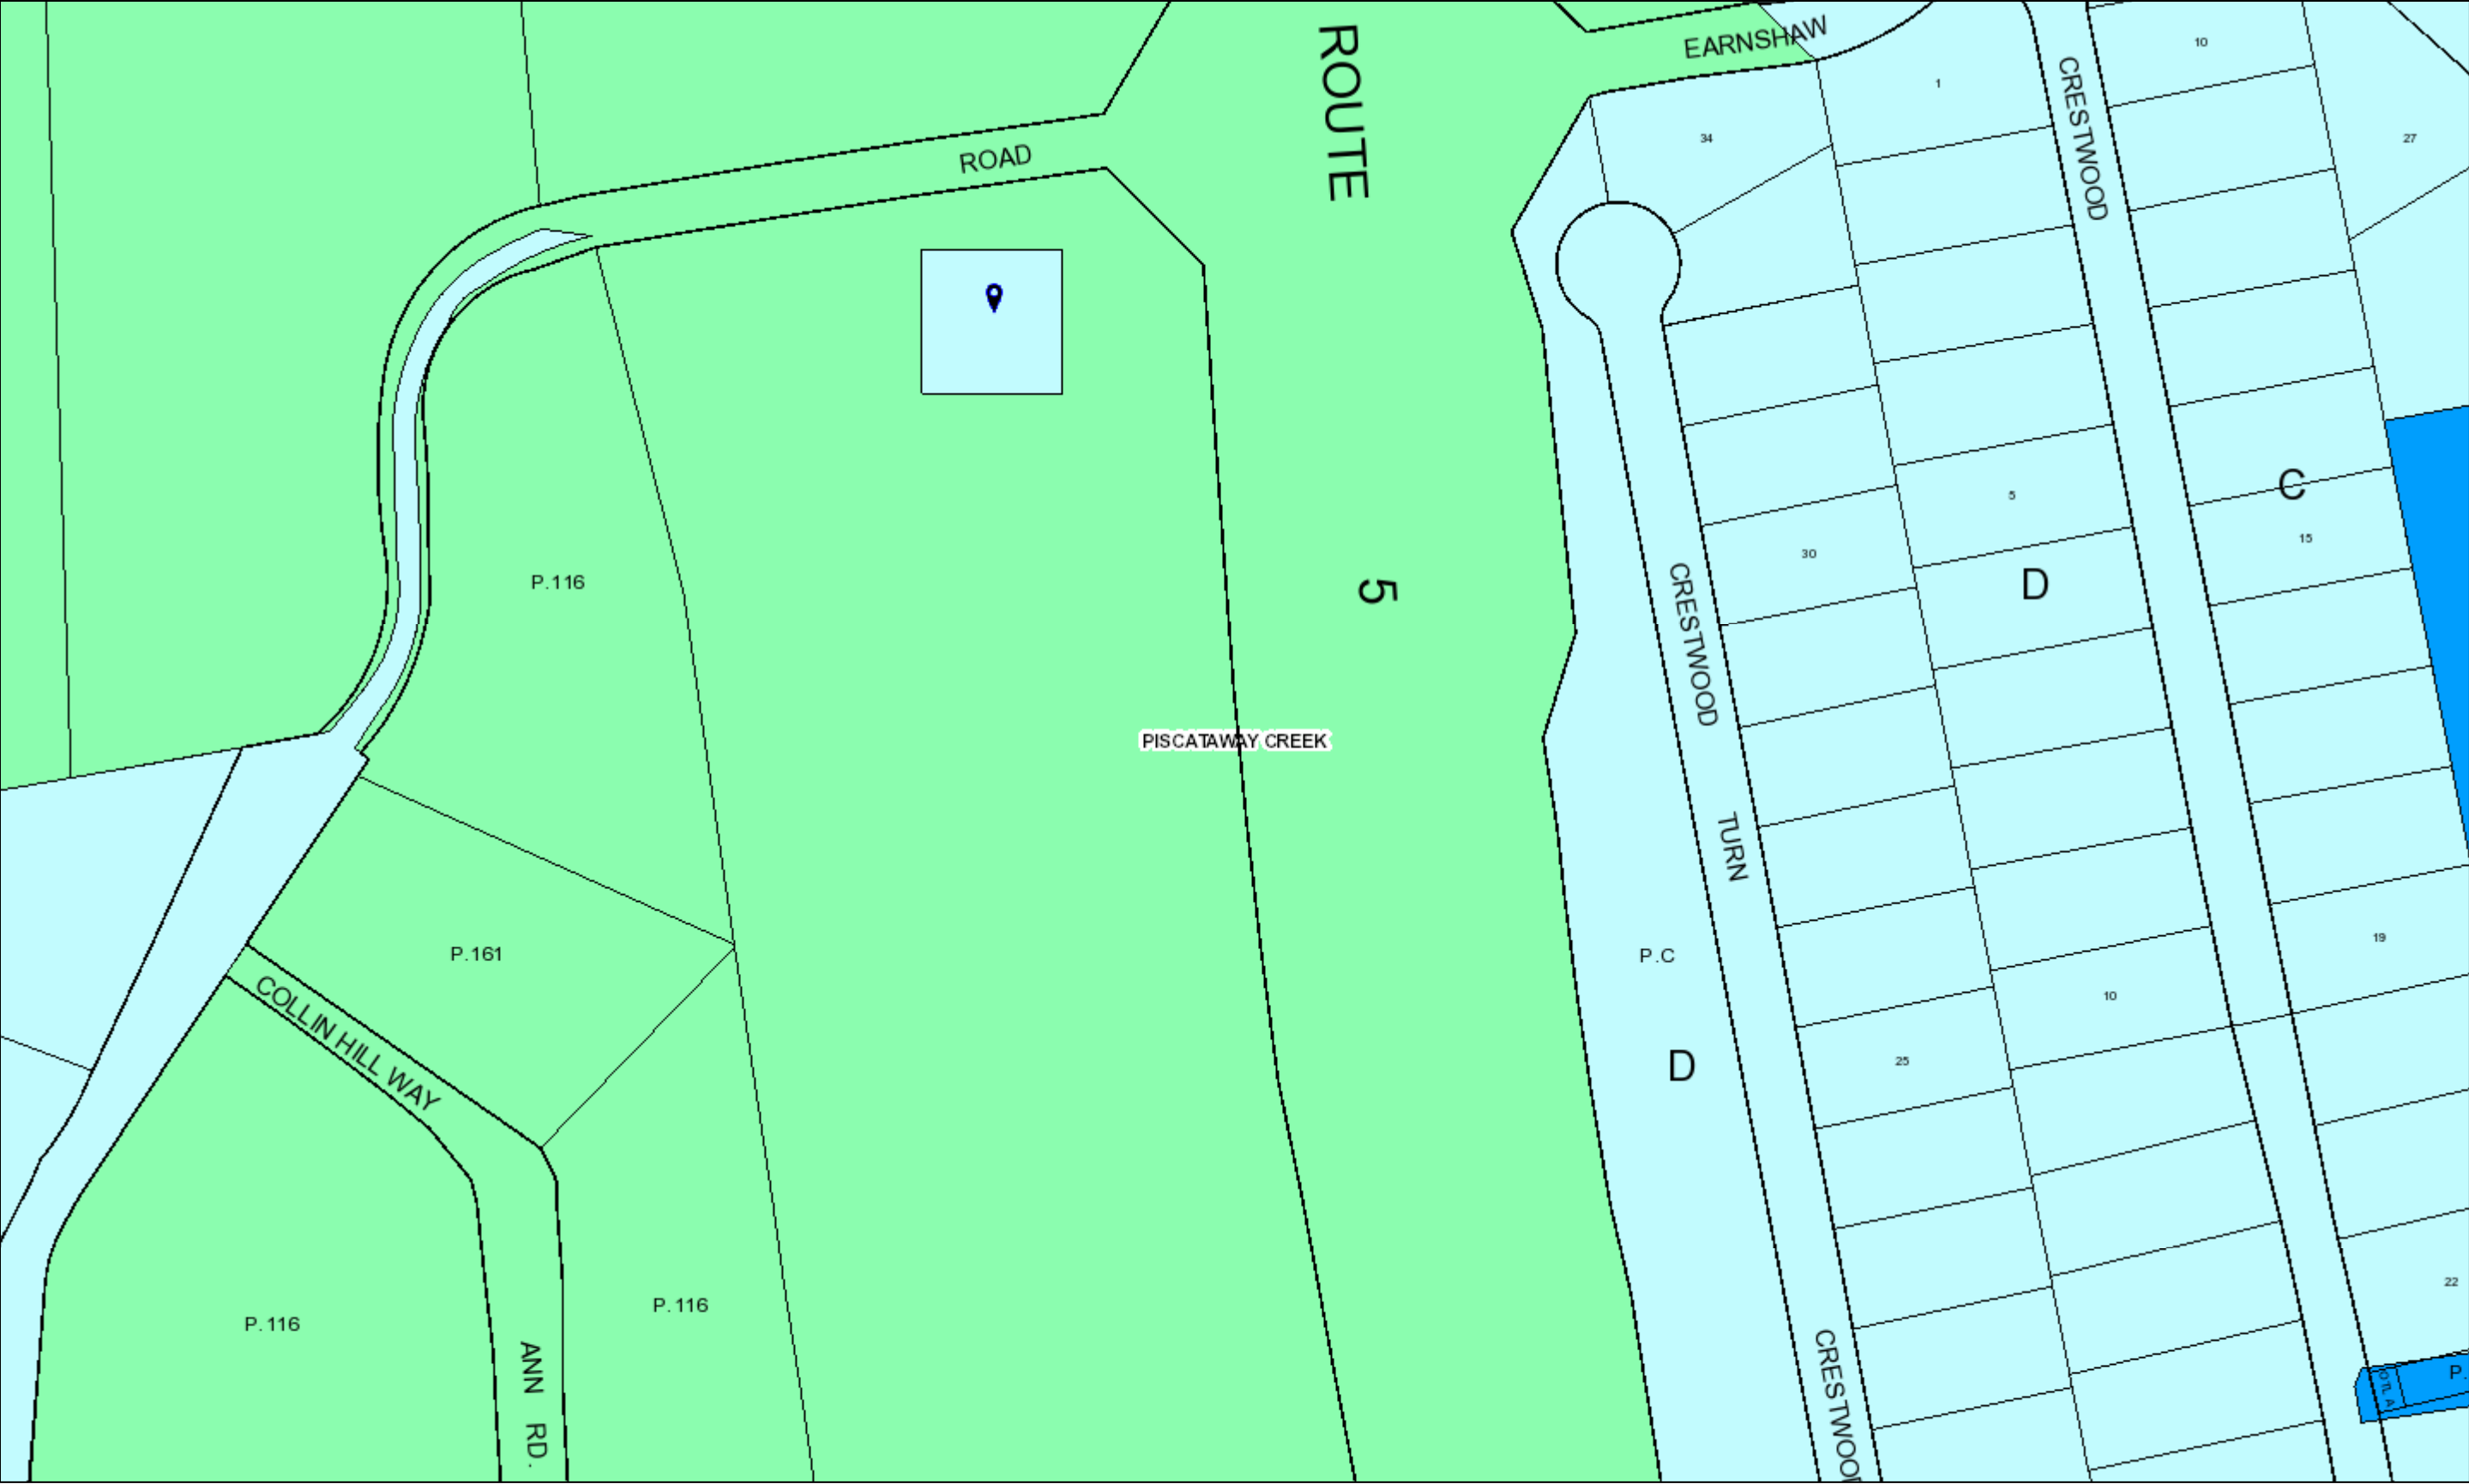 ROUTE
EARNSHAW
10
CRESTWOOD
1
34
27
ROAD
C
5
15
30
D
P.116
5
CRESTWOOD
PISCATAWAY CREEK
TURN
19
P.161
P.C
10
COLLIN HILL WAY
D
25
22
P.116
P.116
ANN RD.
CRESTWOOD
P.
OTL A